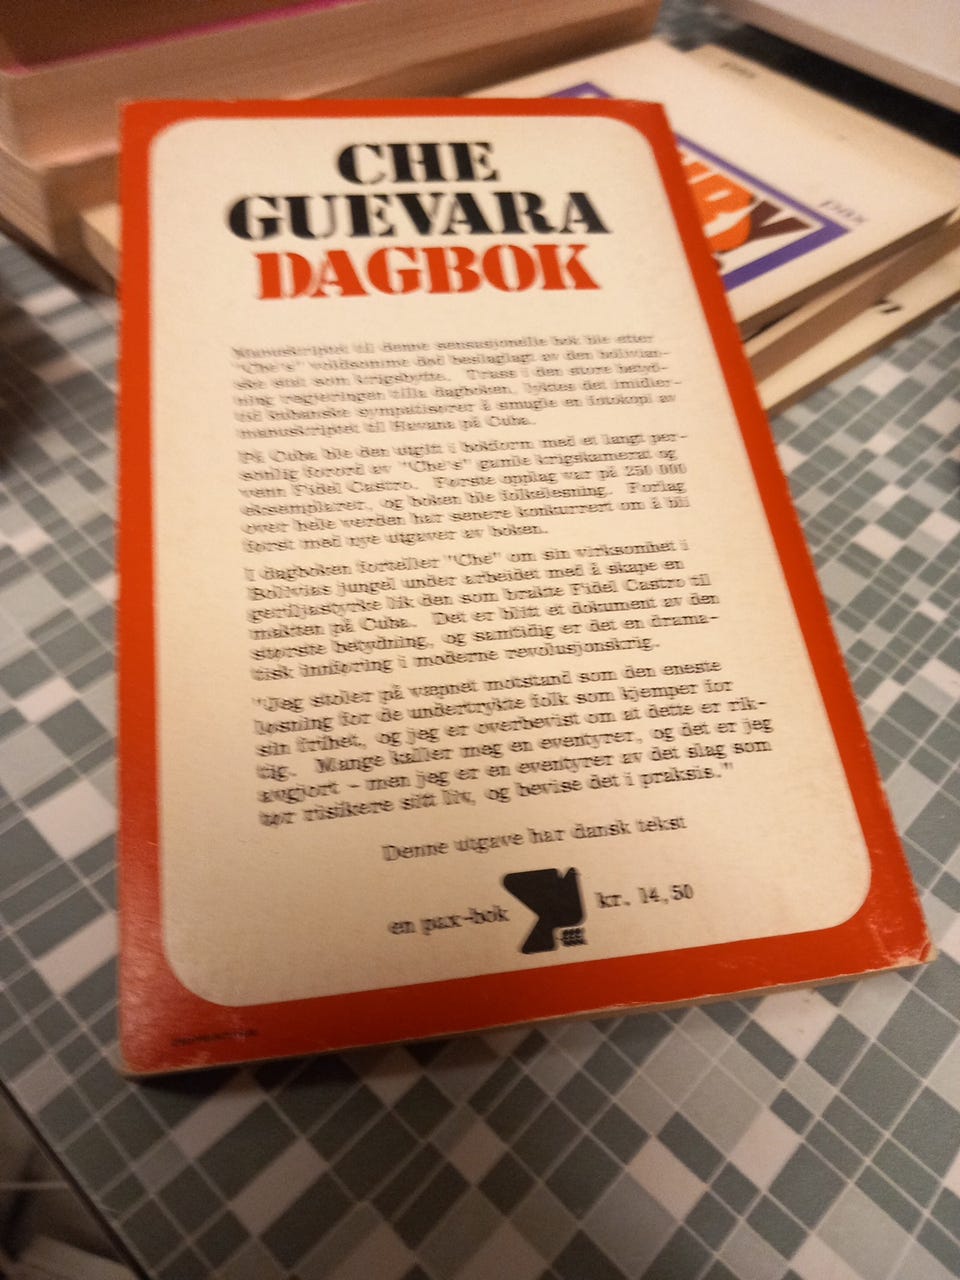 CHE
GUEVARA
DAGBOK
Manuskriptet til denne sensasjonelle bok ble etter
"Che's" voldsomme død beslaglagt av den bolivian-
ske stat som krigsbytte. Trass i den store betyd-
ning regjeringen tilla dagboken, lyktes det imidler-
tid kubanske sympatisører å smugle en fotokopi av
manuskriptet til Havana på Cuba.
På Cuba ble den utgitt i bokform med et langt per-
sonlig forord av "Che's" gamle krigskamerat og
venn Fidel Castro. Første opplag var på 250 000
eksemplarer, og boken ble folkelesning. Forlag
over hele verden har senere konkurrert om å bli
først med nye utgaver av boken.
I dagboken forteller "Che" om sin virksomhet i
Bolivias jungel under arbeidet med å skape en
geriljastyrke lik den som brakte Fidel Castro til
makten på Cuba. Det er blitt et dokument av den
største betydning, og samtidig er det en drama-
tisk innføring i moderne revolusjonskrig.
"Jeg stoler på væpnet motstand som den eneste
løsning for de undertrykte folk som kjemper for
sin frihet, og jeg er overbevist om at dette er rik-
tig. Mange kaller meg en eventyrer, og det er jeg
avgjort - men jeg er en eventyrer av det slag som
tør risikere sitt liv, og bevise det i praksis."
Denne utgave har dansk tekst
en pax-bok kr. 14,50
pax